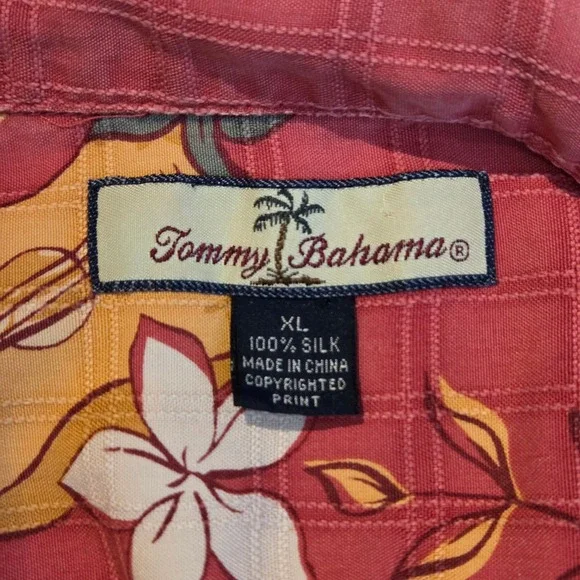 Tommy Bahama®
XL
100% SILK
MADE IN CHINA
COPYRIGHTED
PRINT